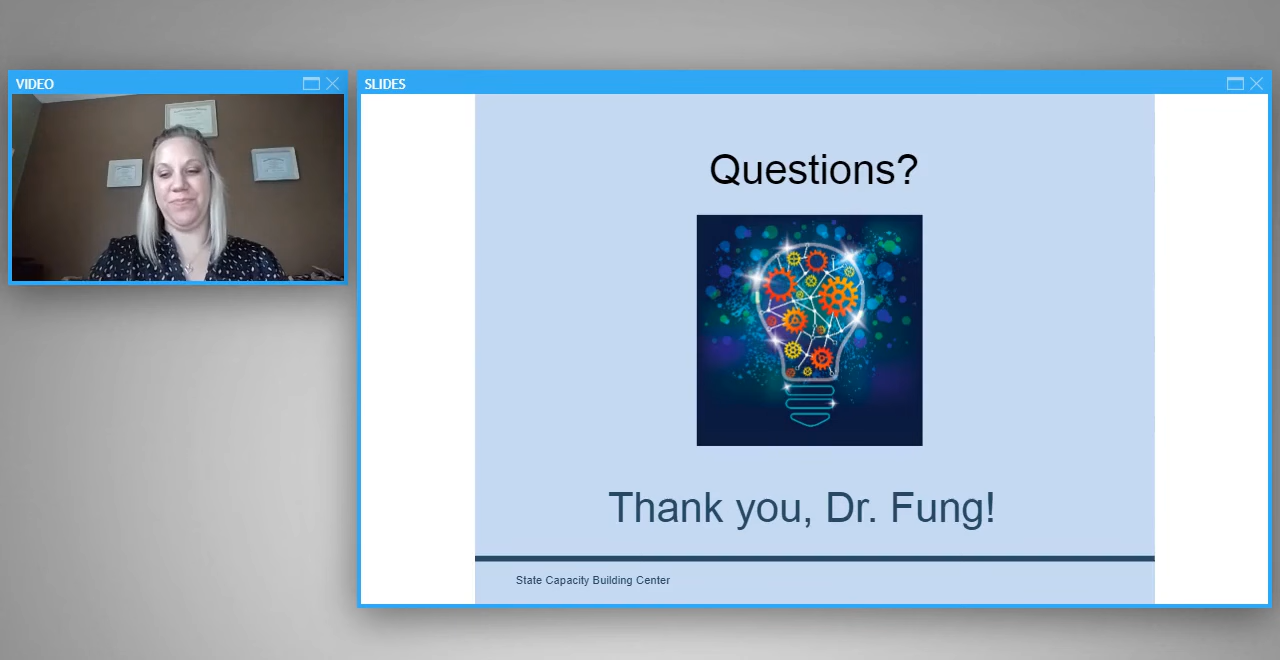 VIDEO
SLIDES
Questions?
Thank you, Dr. Fung!
State Capacity Building Center